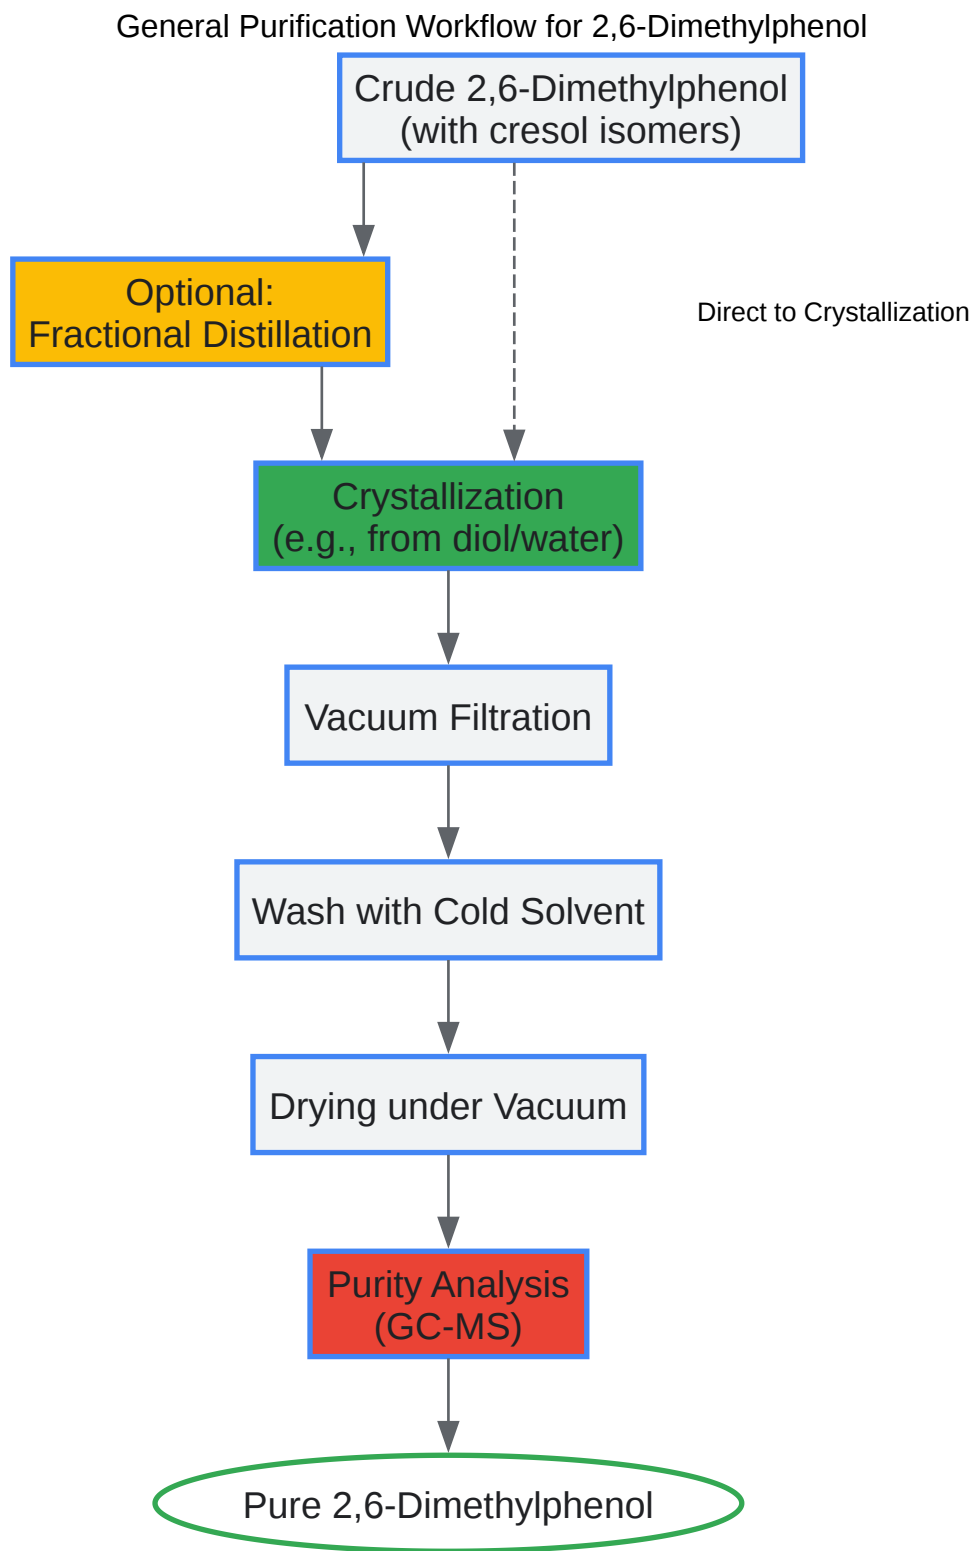 General Purification Workflow for 2,6-Dimethylphenol
Crude 2,6-Dimethylphenol
(with cresol isomers)
Optional:
Fractional Distillation
Direct to Crystallization
Crystallization
(e.g., from diol/water)
Vacuum Filtration
Wash with Cold Solvent
Drying under Vacuum
Purity Analysis
(GC-MS)
Pure 2,6-Dimethylphenol